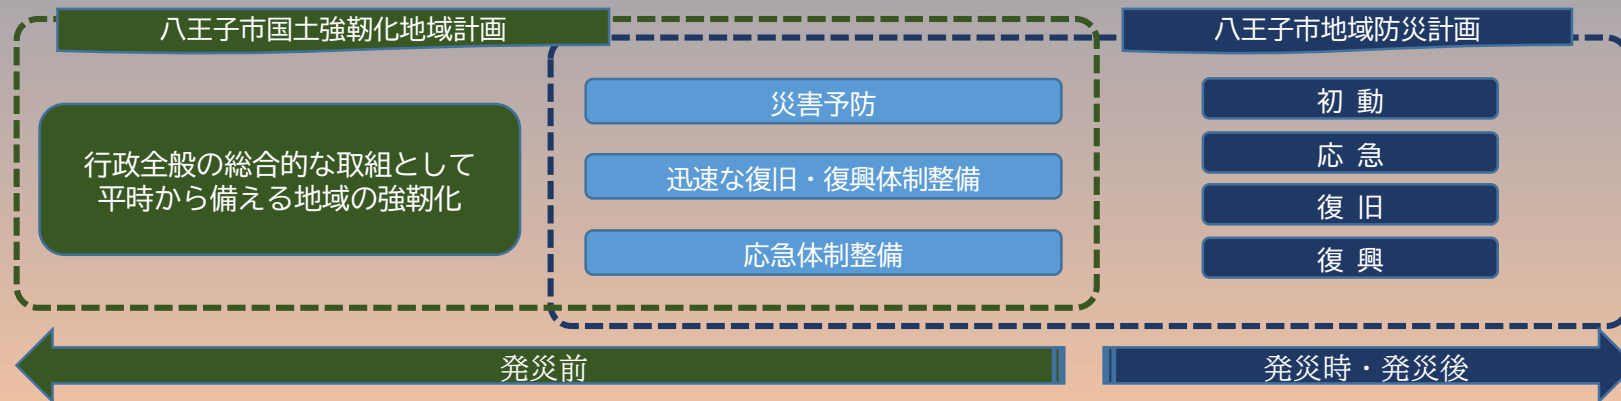 八王子市国土強靭化地域計画
八王子市地域防災計画
行政全般の総合的な取組として
平時から備える地域の強靭化
災害予防
迅速な復旧・復興体制整備
応急体制整備
初 動
応 急
復 旧
復 興
発災前
発災時・発災後